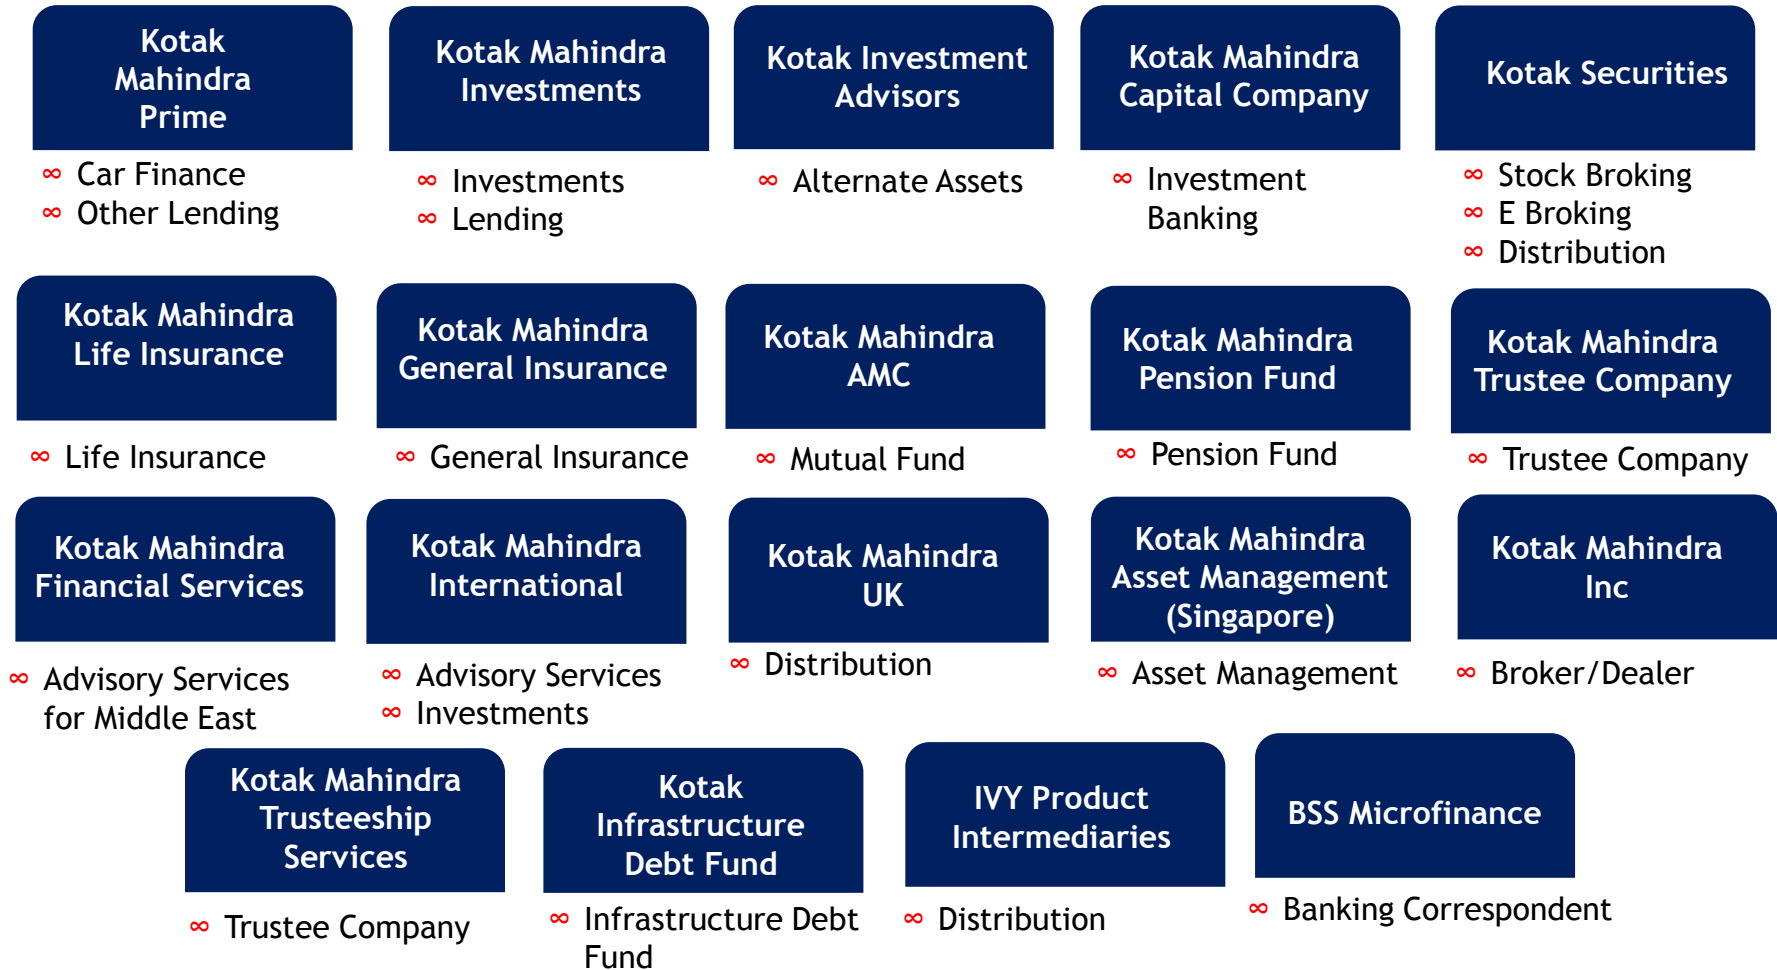 Kotak
Mahindra
Prime
∞ Car Finance
∞ Other Lending
Kotak Mahindra
Investments
∞ Investments
∞ Lending
Kotak Investment
Advisors
∞ Alternate Assets
Kotak Mahindra
Capital Company
∞ Investment
Banking
Kotak Securities
∞ Stock Broking
∞ E Broking
∞ Distribution
Kotak Mahindra
Life Insurance
∞ Life Insurance
Kotak Mahindra
General Insurance
∞ General Insurance
Kotak Mahindra
AMC
∞ Mutual Fund
Kotak Mahindra
Pension Fund
∞ Pension Fund
Kotak Mahindra
Trustee Company
∞ Trustee Company
Kotak Mahindra
Financial Services
∞ Advisory Services
for Middle East
Kotak Mahindra
International
∞ Advisory Services
∞ Investments
Kotak Mahindra
UK
∞ Distribution
Kotak Mahindra
Asset Management
(Singapore)
∞ Asset Management
Kotak Mahindra
Inc
∞ Broker/Dealer
Kotak Mahindra
Trusteeship
Services
∞ Trustee Company
Kotak
Infrastructure
Debt Fund
∞ Infrastructure Debt
Fund
IVY Product
Intermediaries
∞ Distribution
BSS Microfinance
∞ Banking Correspondent